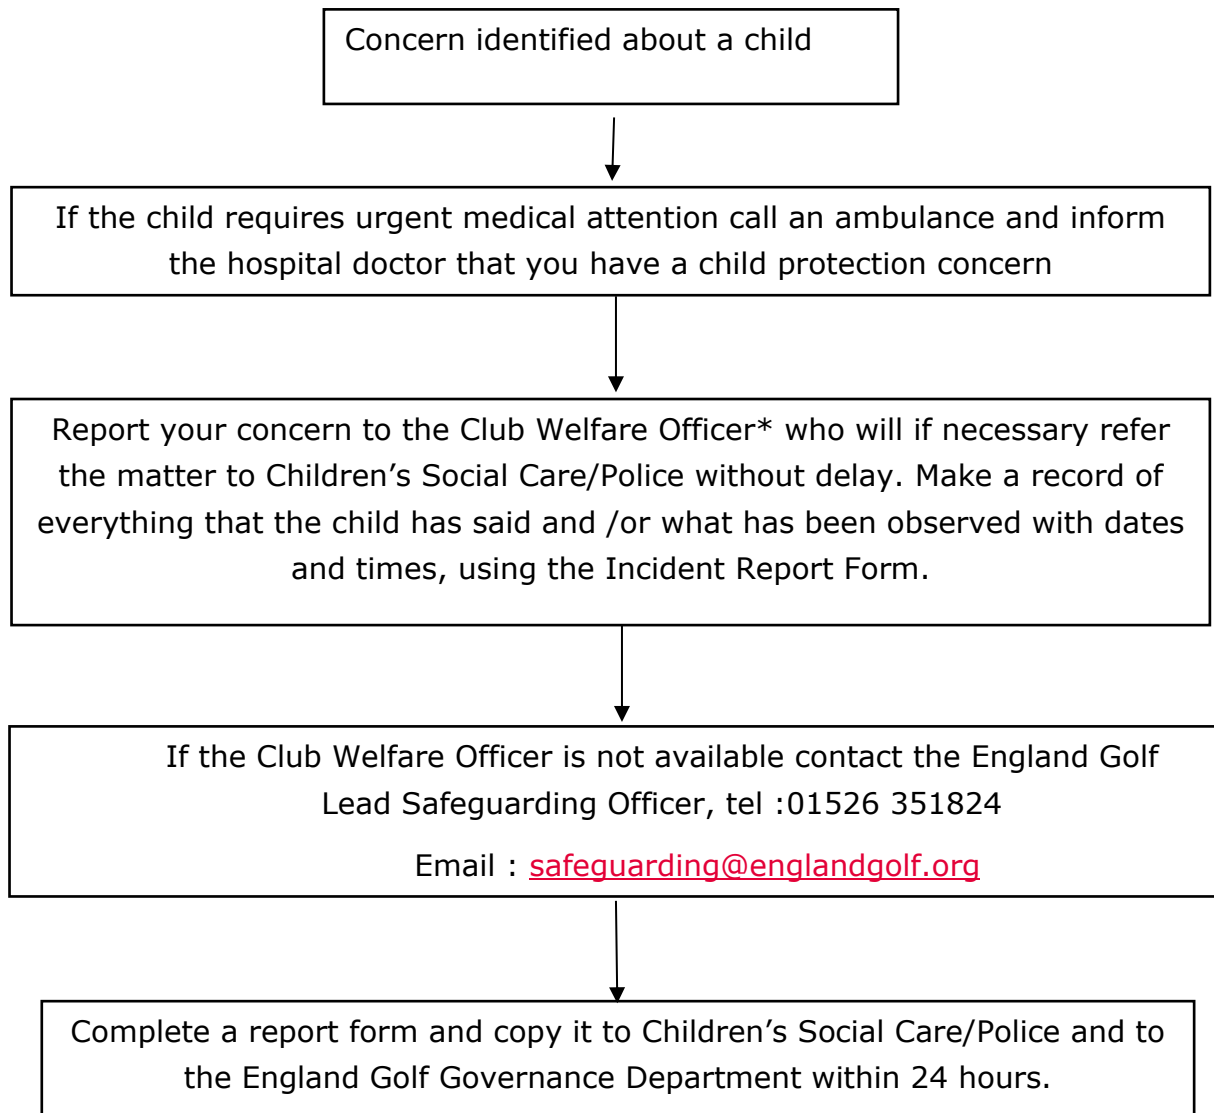 Concern identified about a child
If the child requires urgent medical attention call an ambulance and inform
the hospital doctor that you have a child protection concern
Report your concern to the Club Welfare Officer* who will if necessary refer
the matter to Children’s Social Care/Police without delay. Make a record of
everything that the child has said and /or what has been observed with dates
and times, using the Incident Report Form.
If the Club Welfare Officer is not available contact the England Golf
Lead Safeguarding Officer, tel :01526 351824
Email : safeguarding@englandgolf.org
Complete a report form and copy it to Children’s Social Care/Police and to
the England Golf Governance Department within 24 hours.